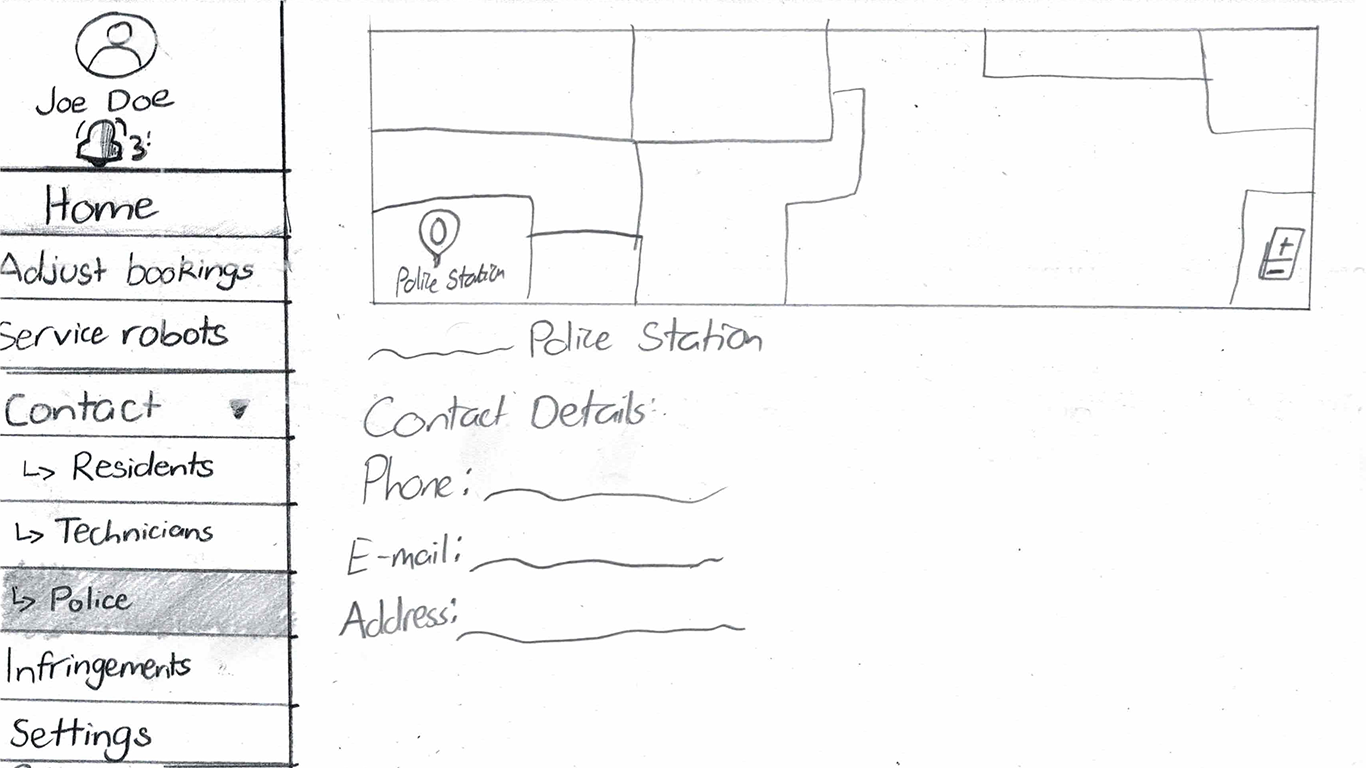 Joe Doe
3
Home
Adjust bookings
Service robots
Contact
Residents
Technicians
Police
Infringements
Settings
Police Station
+
-
Police Station
Contact Details:
Phone:
E-mail:
Address: